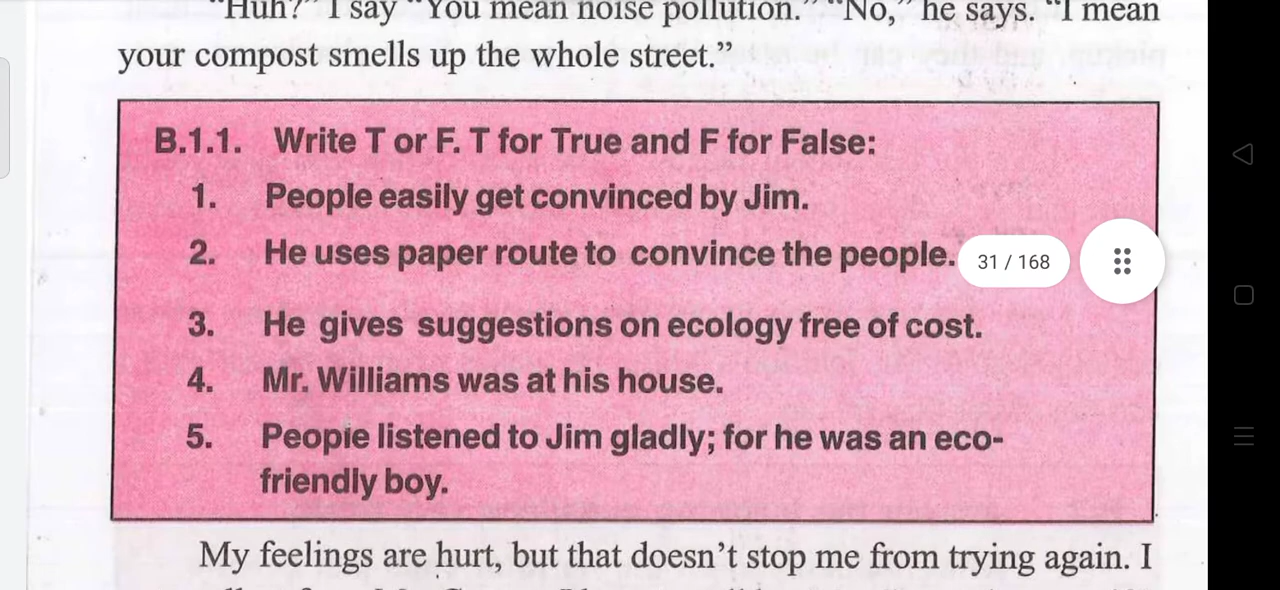 “Huh?” I say “You mean noise pollution.” “No,” he says. “I mean
your compost smells up the whole street.”
B.1.1. Write T or F. T for True and F for False:
1. People easily get convinced by Jim.
2. He uses paper route to convince the people.
31 / 168
3. He gives suggestions on ecology free of cost.
4. Mr. Williams was at his house.
5. People listened to Jim gladly; for he was an eco-
friendly boy.
My feelings are hurt, but that doesn’t stop me from trying again. I